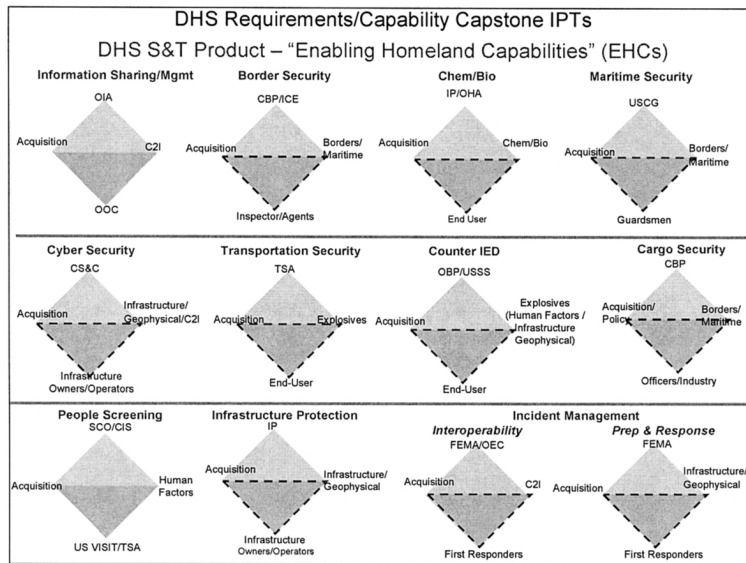 DHS Requirements/Capability Capstone IPTs
DHS S&T Product – “Enabling Homeland Capabilities” (EHCs)
Information Sharing/Mgmt
OIA
Acquisition
C2I
OOC
Border Security
CBP/ICE
Acquisition
Borders/
Maritime
Inspector/Agents
Chem/Bio
IP/OHA
Acquisition
Chem/Bio
End User
Maritime Security
USCG
Acquisition
Borders/
Maritime
Guardsmen
Cyber Security
CS&C
Acquisition
Infrastructure/
Geophysical/C2I
Infrastructure
Owners/Operators
Transportation Security
TSA
Acquisition
Explosives
End-User
Counter IED
OBP/USSS
Acquisition
Explosives
(Human Factors /
Infrastructure
Geophysical)
End-User
Cargo Security
CBP
Acquisition/
Policy
Borders/
Maritime
Officers/Industry
People Screening
SCO/CIS
Acquisition
Human
Factors
US VISIT/TSA
Infrastructure Protection
IP
Acquisition
Infrastructure/
Geophysical
Infrastructure
Owners/Operators
Incident Management
Interoperability
FEMA/OEC
Acquisition
C2I
First Responders
Prep & Response
FEMA
Acquisition
Infrastructure/
Geophysical
First Responders